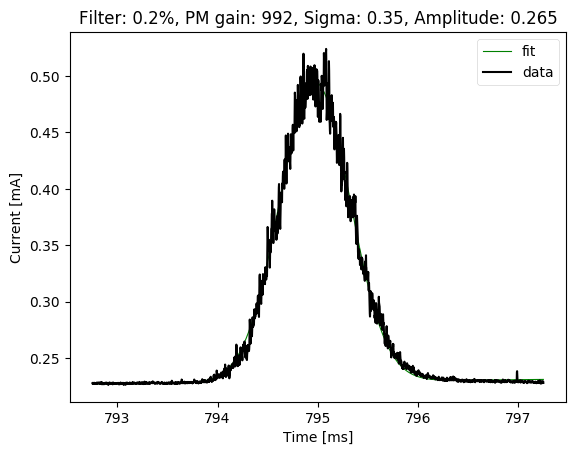 Filter: 0.2%, PM gain: 992, Sigma: 0.35, Amplitude: 0.265
fit
data
0.50
0.45
0.40
0.35
0.30
0.25
Current [mA]
793 794 795 796 797
Time [ms]